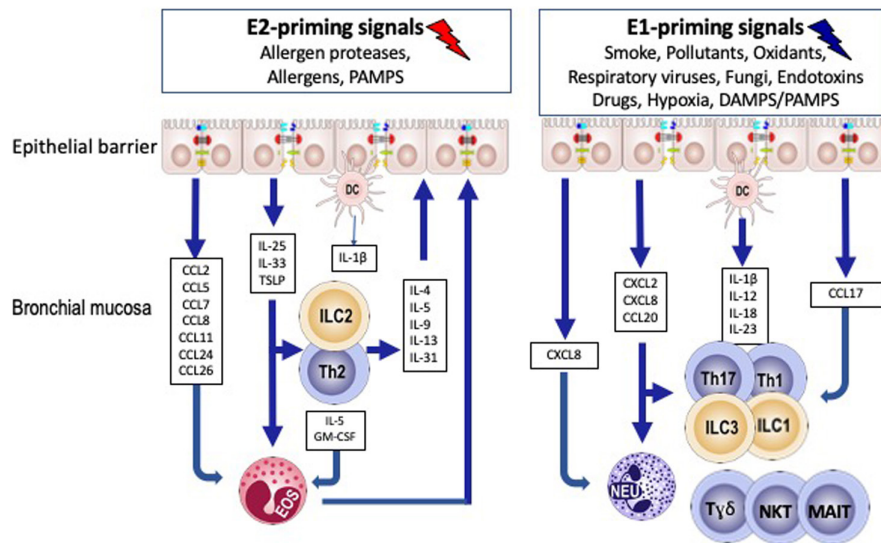 E2-priming signals
Allergen proteases,
Allergens, PAMPS
E1-priming signals
Smoke, Pollutants, Oxidants,
Respiratory viruses, Fungi, Endotoxins
Drugs, Hypoxia, DAMPS/PAMPS
Epithelial barrier
DC
DC
Bronchial mucosa
CCL2
CCL5
CCL7
CCL8
CCL11
CCL24
CCL26
IL-25
IL-33
TSLP
IL-1β
ILC2
Th2
IL-4
IL-5
IL-9
IL-13
IL-31
IL-5
GM-CSF
EOS
CXCL8
CXCL2
CXCL8
CCL20
IL-1β
IL-12
IL-18
IL-23
CCL17
Th17
Th1
ILC3
ILC1
NEU
Tγδ
NKT
MAIT